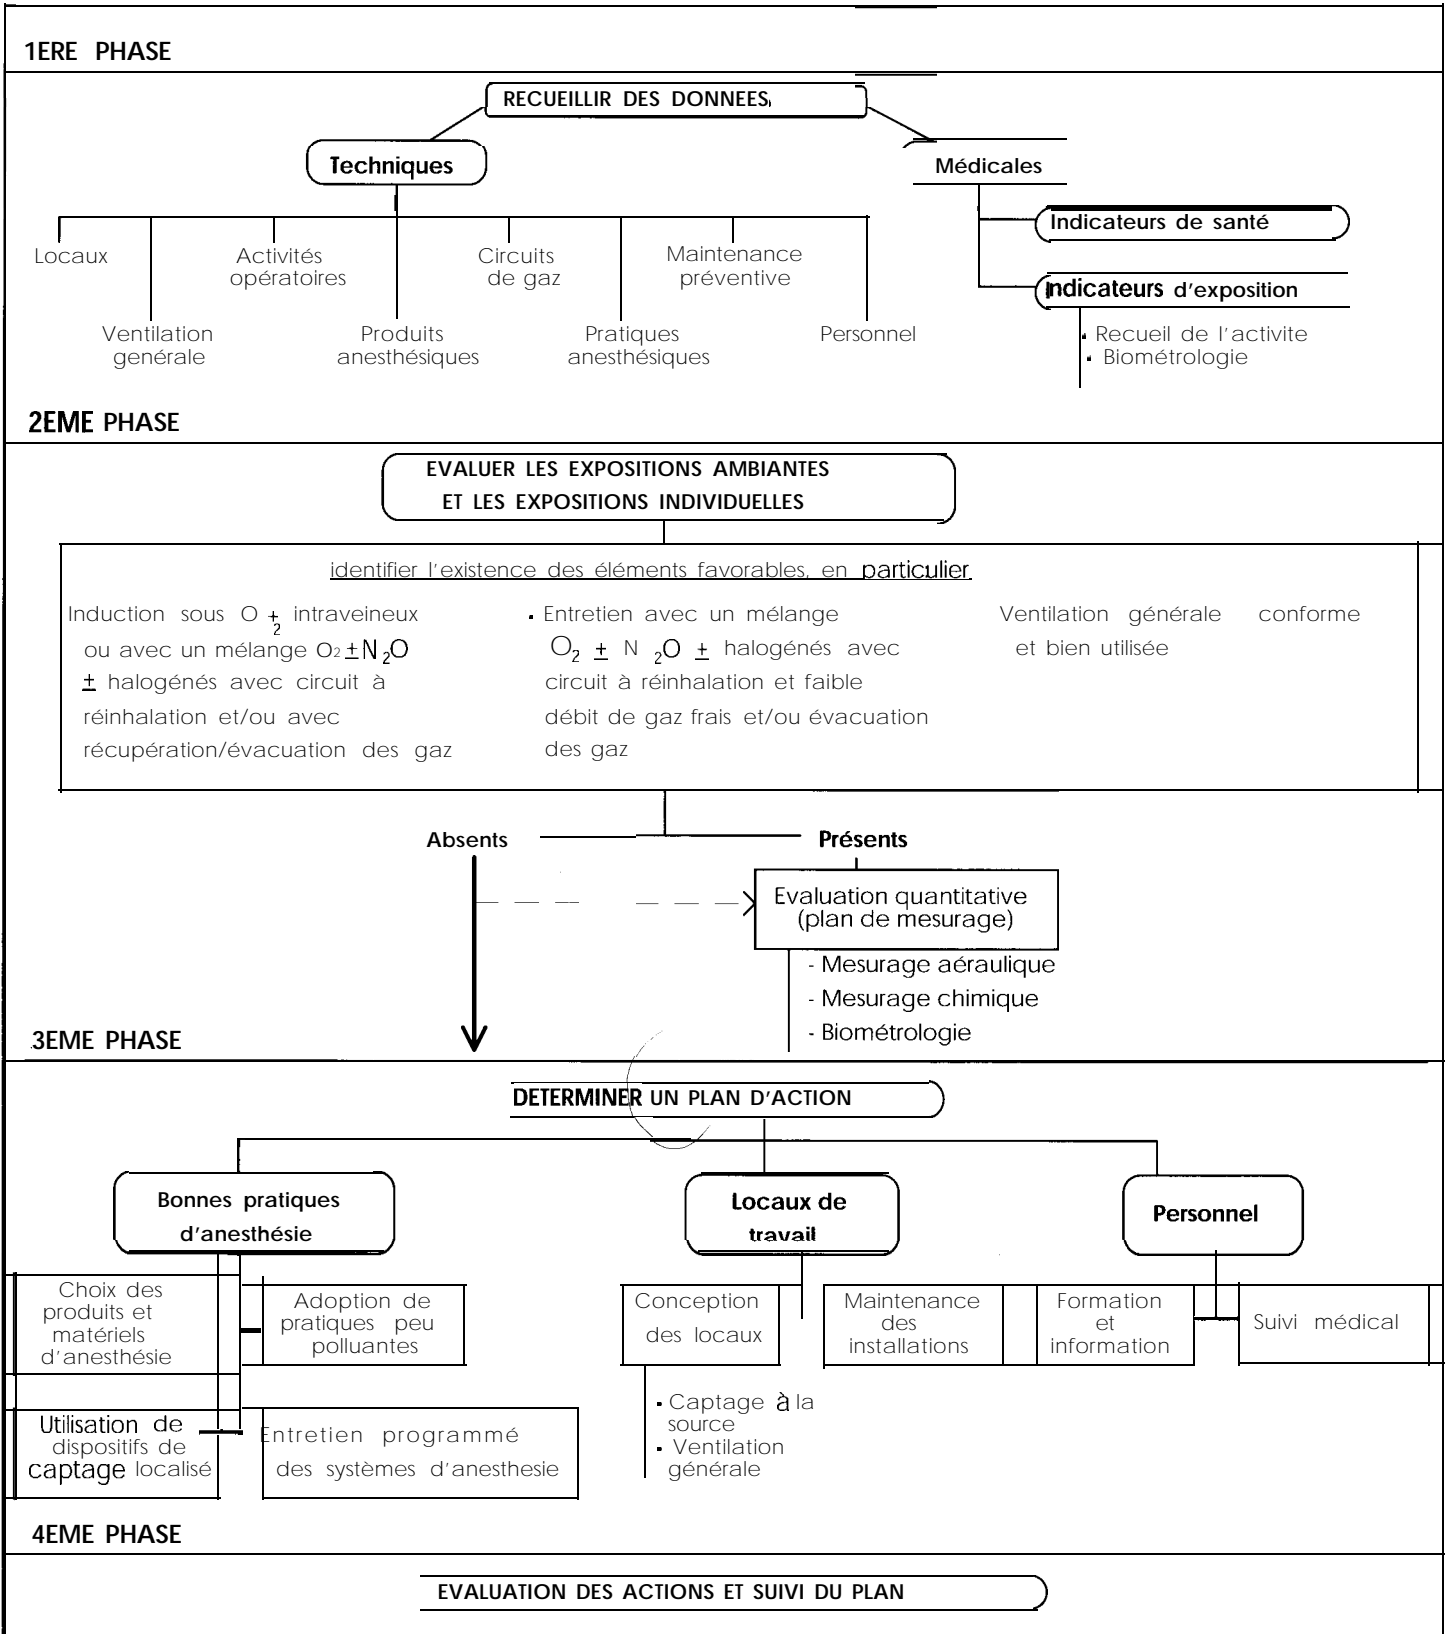 1ERE PHASE
RECUEILLIR DES DONNEES
Techniques
Médicales
Indicateurs de santé
Locaux
Activités
opératoires
Circuits
de gaz
Maintenance
préventive
Indicateurs d'exposition
Ventilation
genérale
Produits
anesthésiques
Pratiques
anesthésiques
Personnel
▪ Recueil de l'activite
▪ Biométrologie
2EME PHASE
EVALUER LES EXPOSITIONS AMBIANTES
ET LES EXPOSITIONS INDIVIDUELLES
identifier l'existence des éléments favorables, en particulier
Induction sous O2 ± intraveineux
ou avec un mélange O2 ± N2O
± halogénés avec circuit à
réinhalation et/ou avec
récupération/évacuation des gaz
▪ Entretien avec un mélange
O2 ± N2O ± halogénés avec
circuit à réinhalation et faible
débit de gaz frais et/ou évacuation
des gaz
Ventilation générale conforme
et bien utilisée
Absents
Présents
Evaluation quantitative
(plan de mesurage)
- Mesurage aéraulique
- Mesurage chimique
- Biométrologie
3EME PHASE
DETERMINER UN PLAN D'ACTION
Bonnes pratiques
d'anesthésie
Locaux de
travail
Personnel
Choix des
produits et
matériels
d'anesthésie
Adoption de
pratiques peu
polluantes
Conception
des locaux
Maintenance
des
installations
Formation
et
information
Suivi médical
▪ Captage à la
source
▪ Ventilation
générale
Utilisation de
dispositifs de
captage localisé
Entretien programmé
des systèmes d'anesthesie
4EME PHASE
EVALUATION DES ACTIONS ET SUIVI DU PLAN